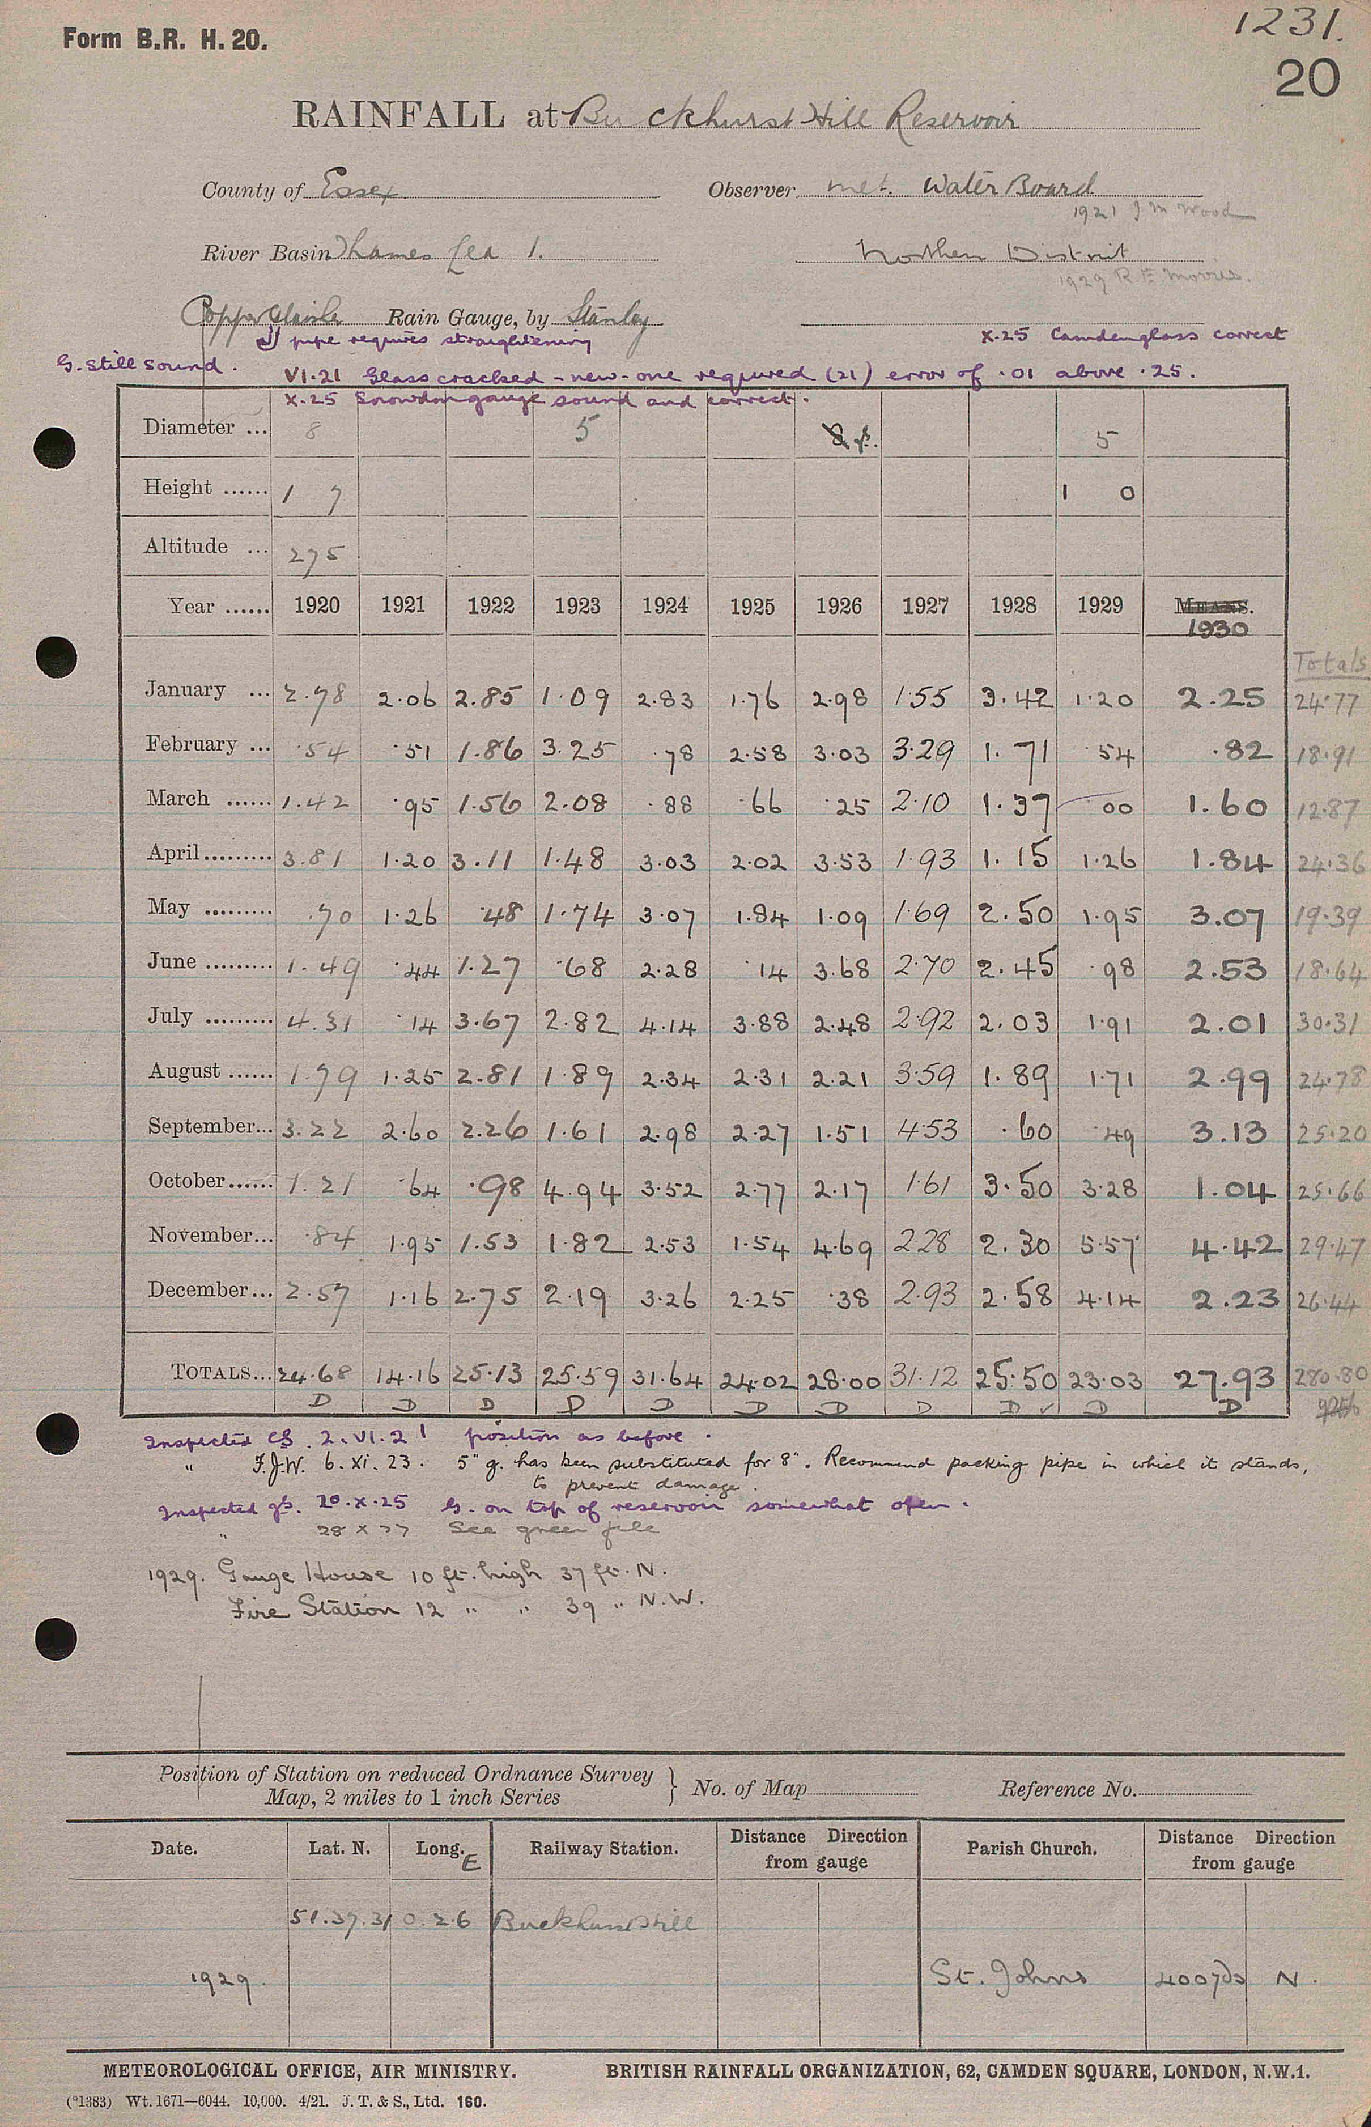 1231.
Form B.R. H. 20.
20
RAINFALL at Buckhurst Hill Reservoir
County of Essex Observer Met. Water Board
1921 J M Wood
River Basin Thames Lea 1. Northern District
1929 R E Morris.
Copper Rain Gauge, by Stanley
pipe requires straightening X.25 Camden glass correct
G. still sound. VI.21 Glass cracked - new one required (21) error of .01 above .25.
X.25 Snowdon gauge sound and correct.
Diameter ... 8 5 8 5
Height ...... 1 7 1 0
Altitude ... 275
Year ...... 1920 1921 1922 1923 1924 1925 1926 1927 1928 1929 MEANS.
1930
Totals
January ... 2.78 2.06 2.85 1.09 2.83 1.76 2.98 1.55 3.42 1.20 2.25 24.77
February ... .54 .51 1.86 3.25 .78 2.58 3.03 3.29 1.71 .54 .82 18.91
March ...... 1.42 .95 1.56 2.08 .88 .66 .25 2.10 1.37 .00 1.60 12.87
April ......... 3.81 1.20 3.11 1.48 3.03 2.02 3.53 1.93 1.15 1.26 1.84 24.36
May ......... .70 1.26 .48 1.74 3.07 1.84 1.09 1.69 2.50 1.95 3.07 19.39
June ......... 1.49 .44 1.27 .68 2.28 .14 3.68 2.70 2.45 .98 2.53 18.64
July ......... 4.31 .14 3.67 2.82 4.14 3.88 2.48 2.92 2.03 1.91 2.01 30.31
August ...... 1.79 1.25 2.81 1.89 2.34 2.31 2.21 3.59 1.89 1.71 2.99 24.78
September... 3.22 2.60 2.26 1.61 2.98 2.27 1.51 4.53 .60 .49 3.13 25.20
October...... 1.21 .64 .98 4.94 3.52 2.77 2.17 1.61 3.50 3.28 1.04 25.66
November... .84 1.95 1.53 1.82 2.53 1.54 4.69 2.28 2.30 5.57 4.42 29.47
December... 2.57 1.16 2.75 2.19 3.26 2.25 .38 2.93 2.58 4.14 2.23 26.44
TOTALS... 24.68 14.16 25.13 25.59 31.64 24.02 28.00 31.12 25.50 23.03 27.93 280.80
D D D D D D D D D ✓ D D
Inspected 2.VI.21 position as before.
" F.J.W. 6.XI.23. 5" g. has been substituted for 8". Recommend packing pipe in which it stands,
to prevent damage.
Inspected 20.X.25 G. on top of reservoir somewhat open.
" 28 X 27 See green file
1929. Gauge House 10 ft. high 37 ft. N.
Fire Station 12 " " 39 " N.W.
Position of Station on reduced Ordnance Survey
Map, 2 miles to 1 inch Series } No. of Map Reference No.
Date. Lat. N. Long. E Railway Station. Distance Direction from gauge Parish Church. Distance Direction from gauge
51.37.31 0.2.6 Buckhurst Hill
1929. St. Johns 400yds N.
METEOROLOGICAL OFFICE, AIR MINISTRY. BRITISH RAINFALL ORGANIZATION, 62, CAMDEN SQUARE, LONDON, N.W.1.
(*1383) Wt. 1671—6044. 10,000. 4/21. J. T. & S., Ltd. 160.